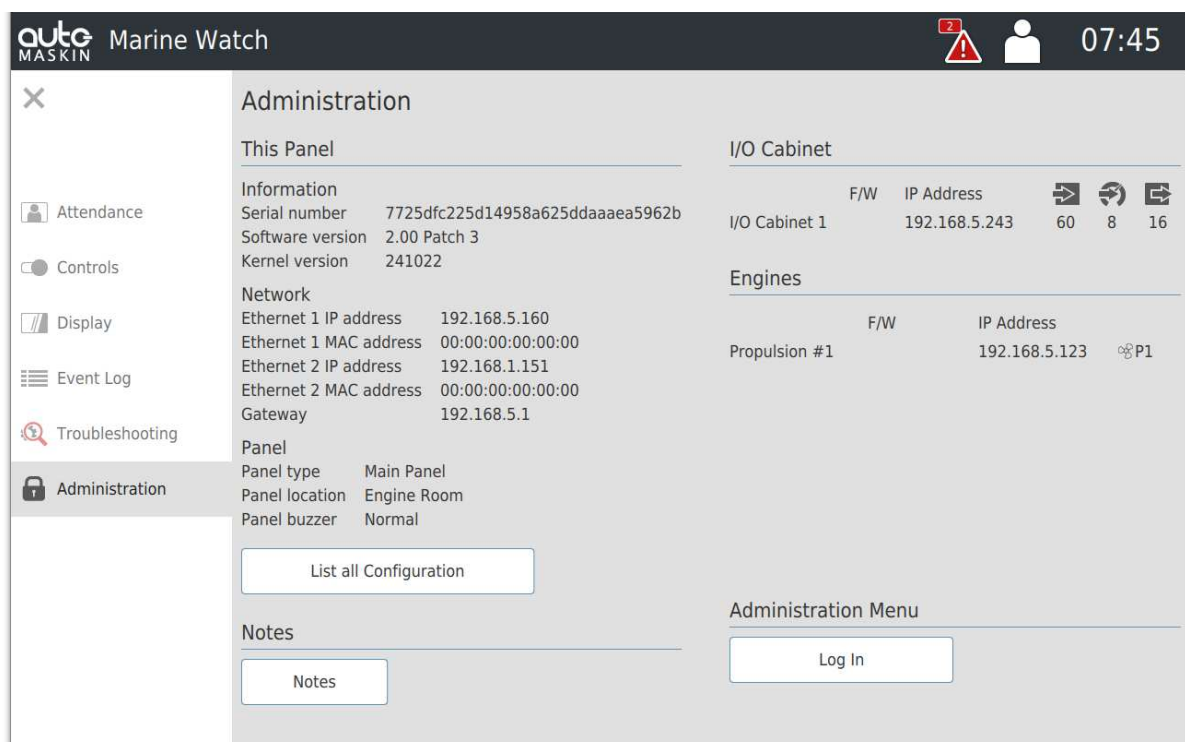 auto MASKIN Marine Watch 2 07:45
Administration
This Panel
Information
Serial number 7725dfc225d14958a625ddaaaea5962b
Software version 2.00 Patch 3
Kernel version 241022
Network
Ethernet 1 IP address 192.168.5.160
Ethernet 1 MAC address 00:00:00:00:00:00
Ethernet 2 IP address 192.168.1.151
Ethernet 2 MAC address 00:00:00:00:00:00
Gateway 192.168.5.1
Panel
Panel type Main Panel
Panel location Engine Room
Panel buzzer Normal
List all Configuration
Notes
Notes
I/O Cabinet
F/W IP Address
I/O Cabinet 1 192.168.5.243 60 8 16
Engines
F/W IP Address
Propulsion #1 192.168.5.123 P1
Administration Menu
Log In
Attendance
Controls
Display
Event Log
Troubleshooting
Administration